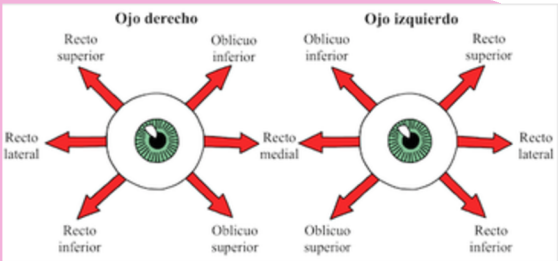 Ojo derecho
Ojo izquierdo
Recto
superior
Oblicuo
inferior
Oblicuo
inferior
Recto
superior
Recto
lateral
Recto
medial
Recto
lateral
Recto
inferior
Oblicuo
superior
Oblicuo
superior
Recto
inferior